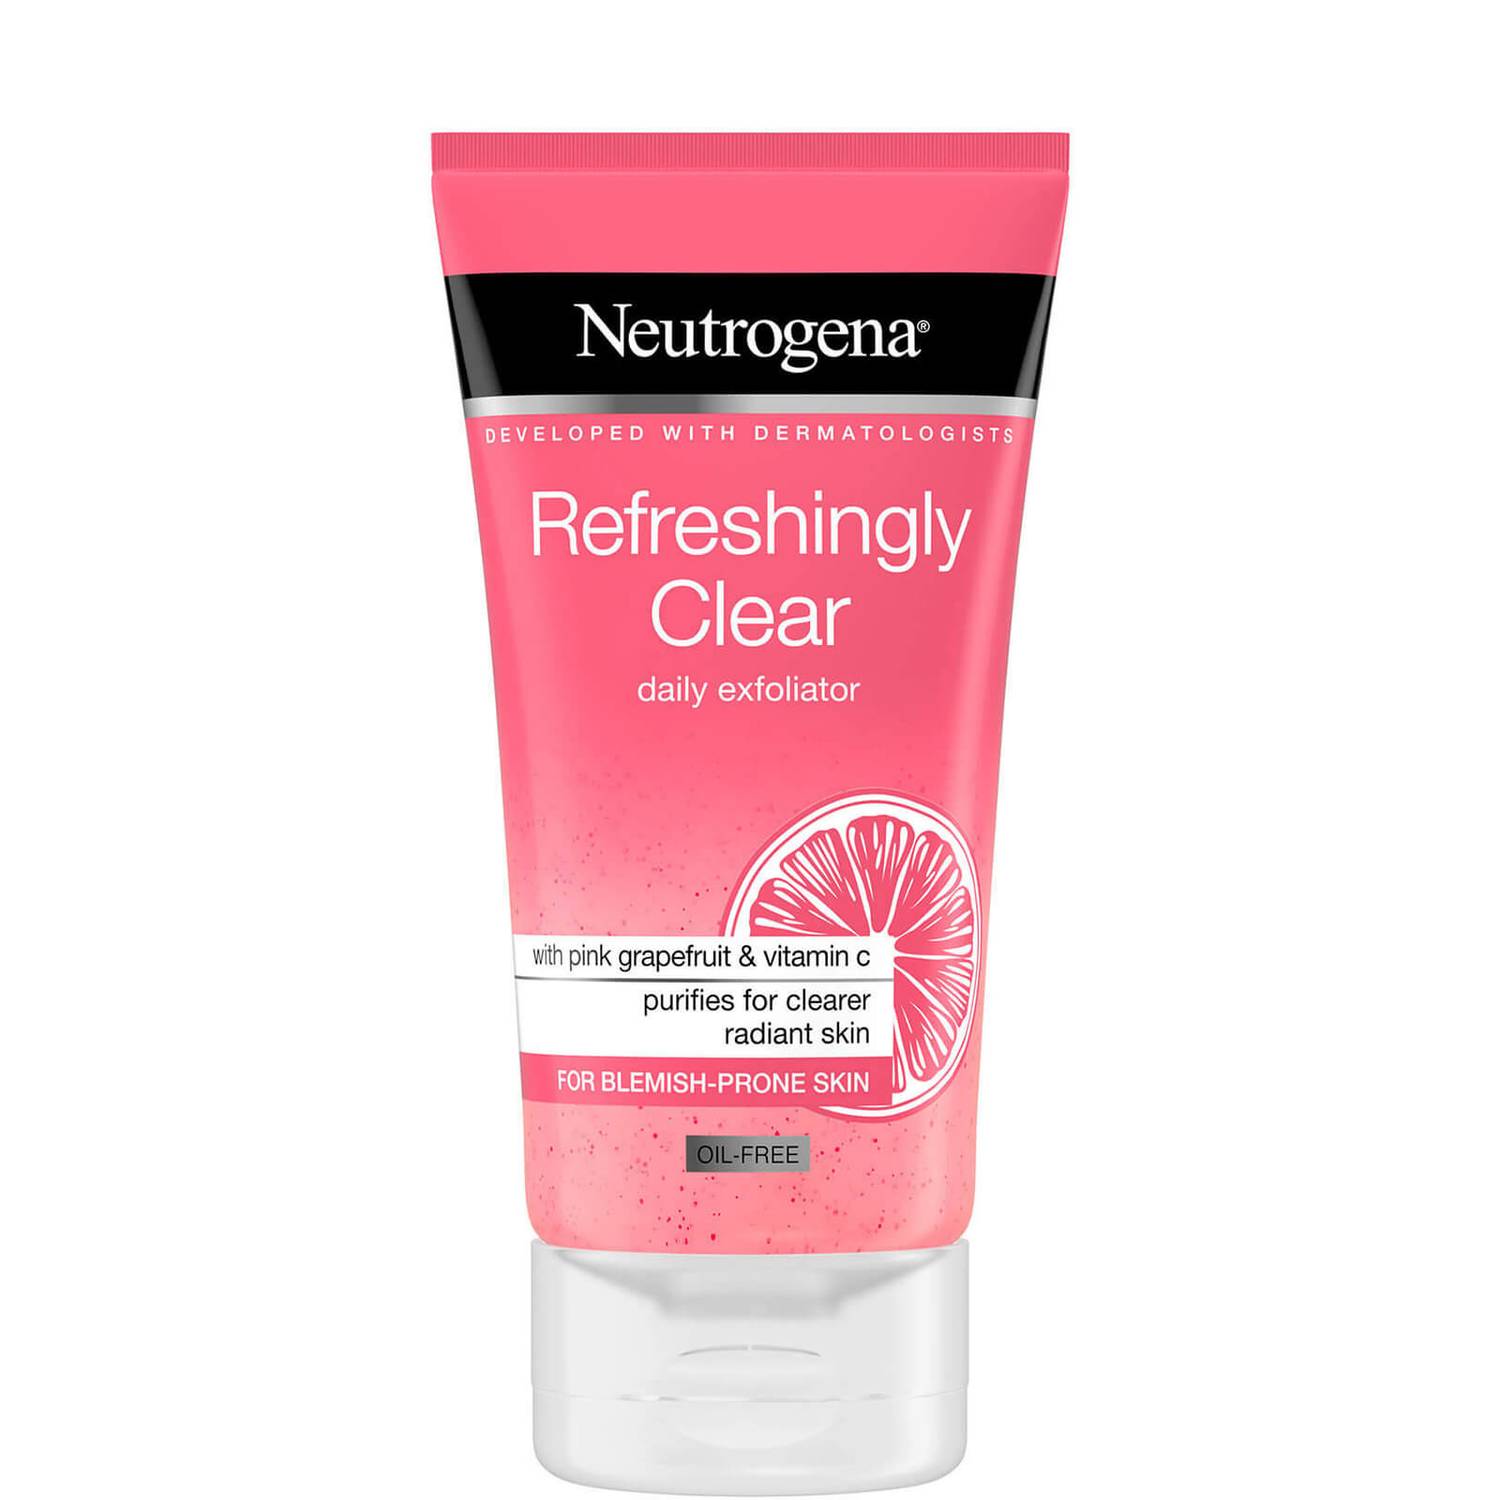 Neutrogena®
DEVELOPED WITH DERMATOLOGISTS
Refreshingly
Clear
daily exfoliator
with pink grapefruit & vitamin c
purifies for clearer
radiant skin
FOR BLEMISH-PRONE SKIN
OIL-FREE